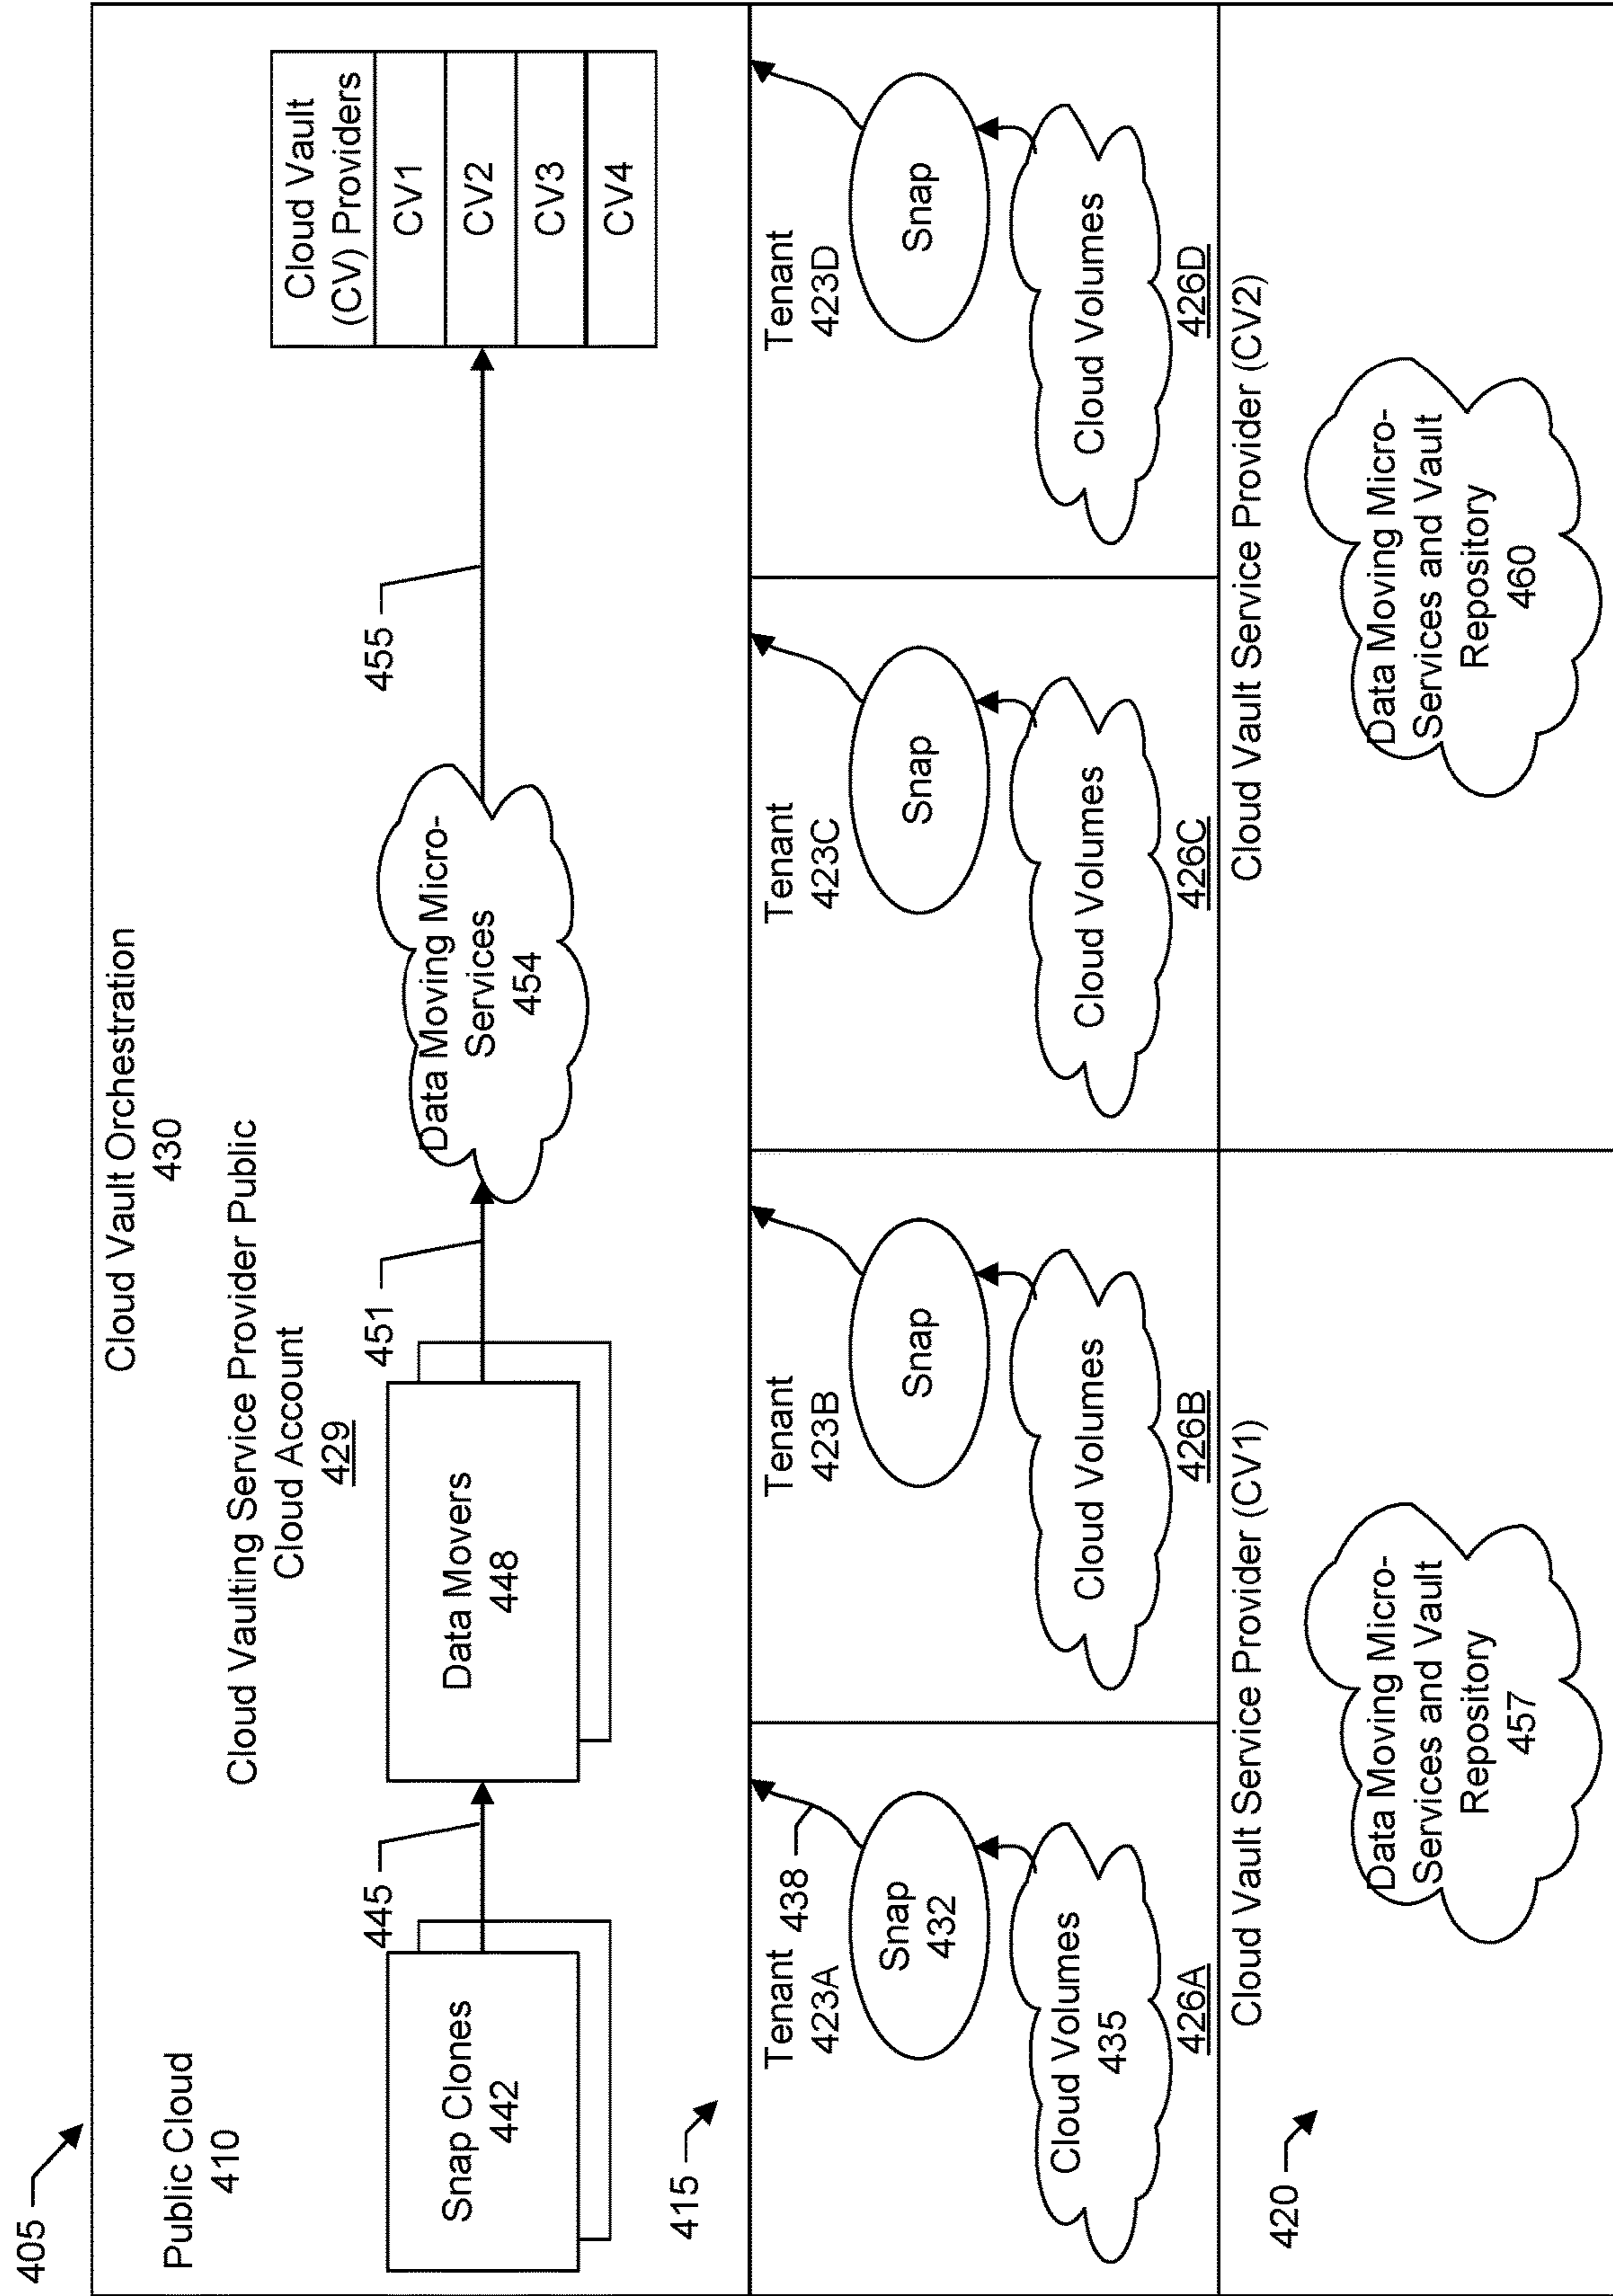 405
Cloud Vault Orchestration
430
Public Cloud
410
Cloud Vaulting Service Provider Public
Cloud Account
429
Snap Clones
442
445
Data Movers
448
451
Data Moving Micro-
Services
454
455
Cloud Vault
(CV) Providers
CV1
CV2
CV3
CV4
415
Tenant
423A
438
Snap
432
Cloud Volumes
435
426A
Tenant
423B
Snap
Cloud Volumes
426B
Tenant
423C
Snap
Cloud Volumes
426C
Tenant
423D
Snap
Cloud Volumes
426D
420
Cloud Vault Service Provider (CV1)
Data Moving Micro-
Services and Vault
Repository
457
Cloud Vault Service Provider (CV2)
Data Moving Micro-
Services and Vault
Repository
460